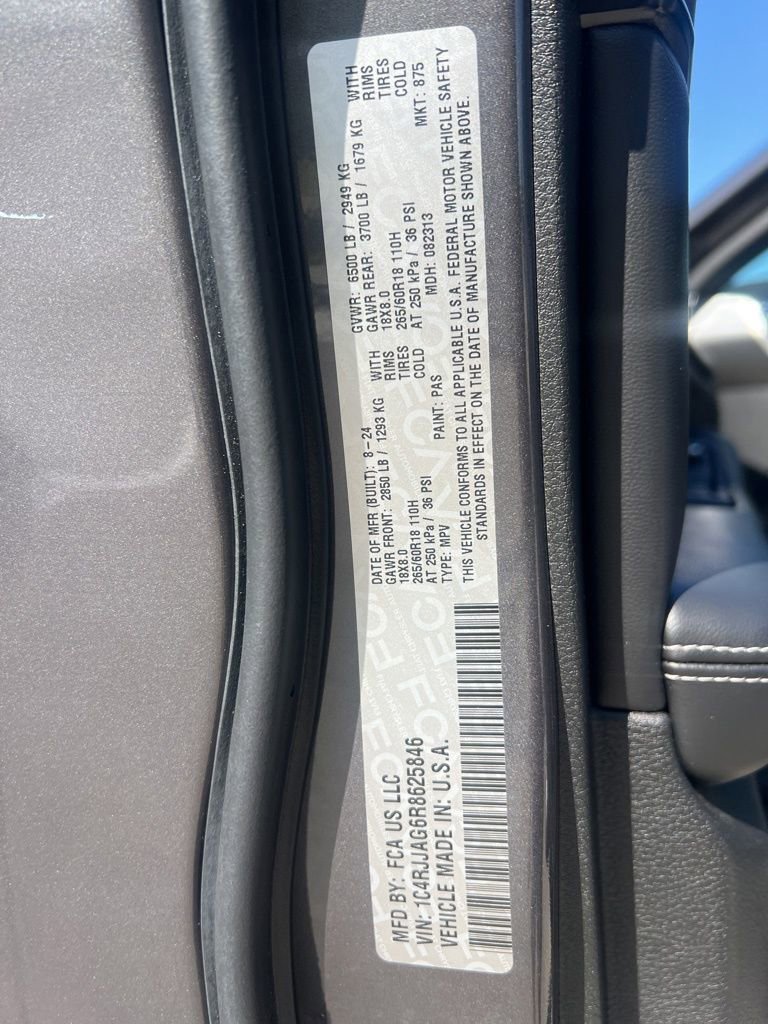 MFD BY: FCA US LLC
VIN: 1C4RJJAG6R8625846
VEHICLE MADE IN: U.S.A.
DATE OF MFR (BUILT): 8-24 GVWR: 6500 LB / 2949 KG
GAWR FRONT: 2850 LB / 1293 KG WITH GAWR REAR: 3700 LB / 1679 KG WITH
18X8.0 RIMS 18X8.0 RIMS
265/60R18 110H TIRES 265/60R18 110H TIRES
AT 250 kPa / 36 PSI COLD AT 250 kPa / 36 PSI COLD
TYPE: MPV PAINT: PAS MDH: 082313 MKT: 875
THIS VEHICLE CONFORMS TO ALL APPLICABLE U.S.A. FEDERAL MOTOR VEHICLE SAFETY
STANDARDS IN EFFECT ON THE DATE OF MANUFACTURE SHOWN ABOVE.